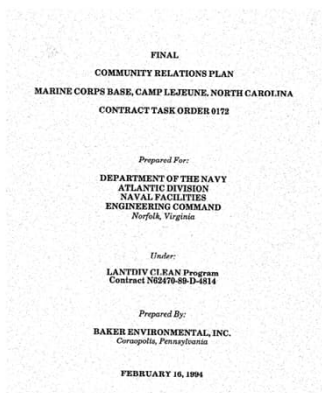 FINAL
COMMUNITY RELATIONS PLAN
MARINE CORPS BASE, CAMP LEJEUNE, NORTH CAROLINA
CONTRACT TASK ORDER 0172
Prepared For:
DEPARTMENT OF THE NAVY
ATLANTIC DIVISION
NAVAL FACILITIES
ENGINEERING COMMAND
Norfolk, Virginia
Under:
LANTDIV CLEAN Program
Contract N62470-89-D-4814
Prepared By:
BAKER ENVIRONMENTAL, INC.
Coraopolis, Pennsylvania
FEBRUARY 16, 1994